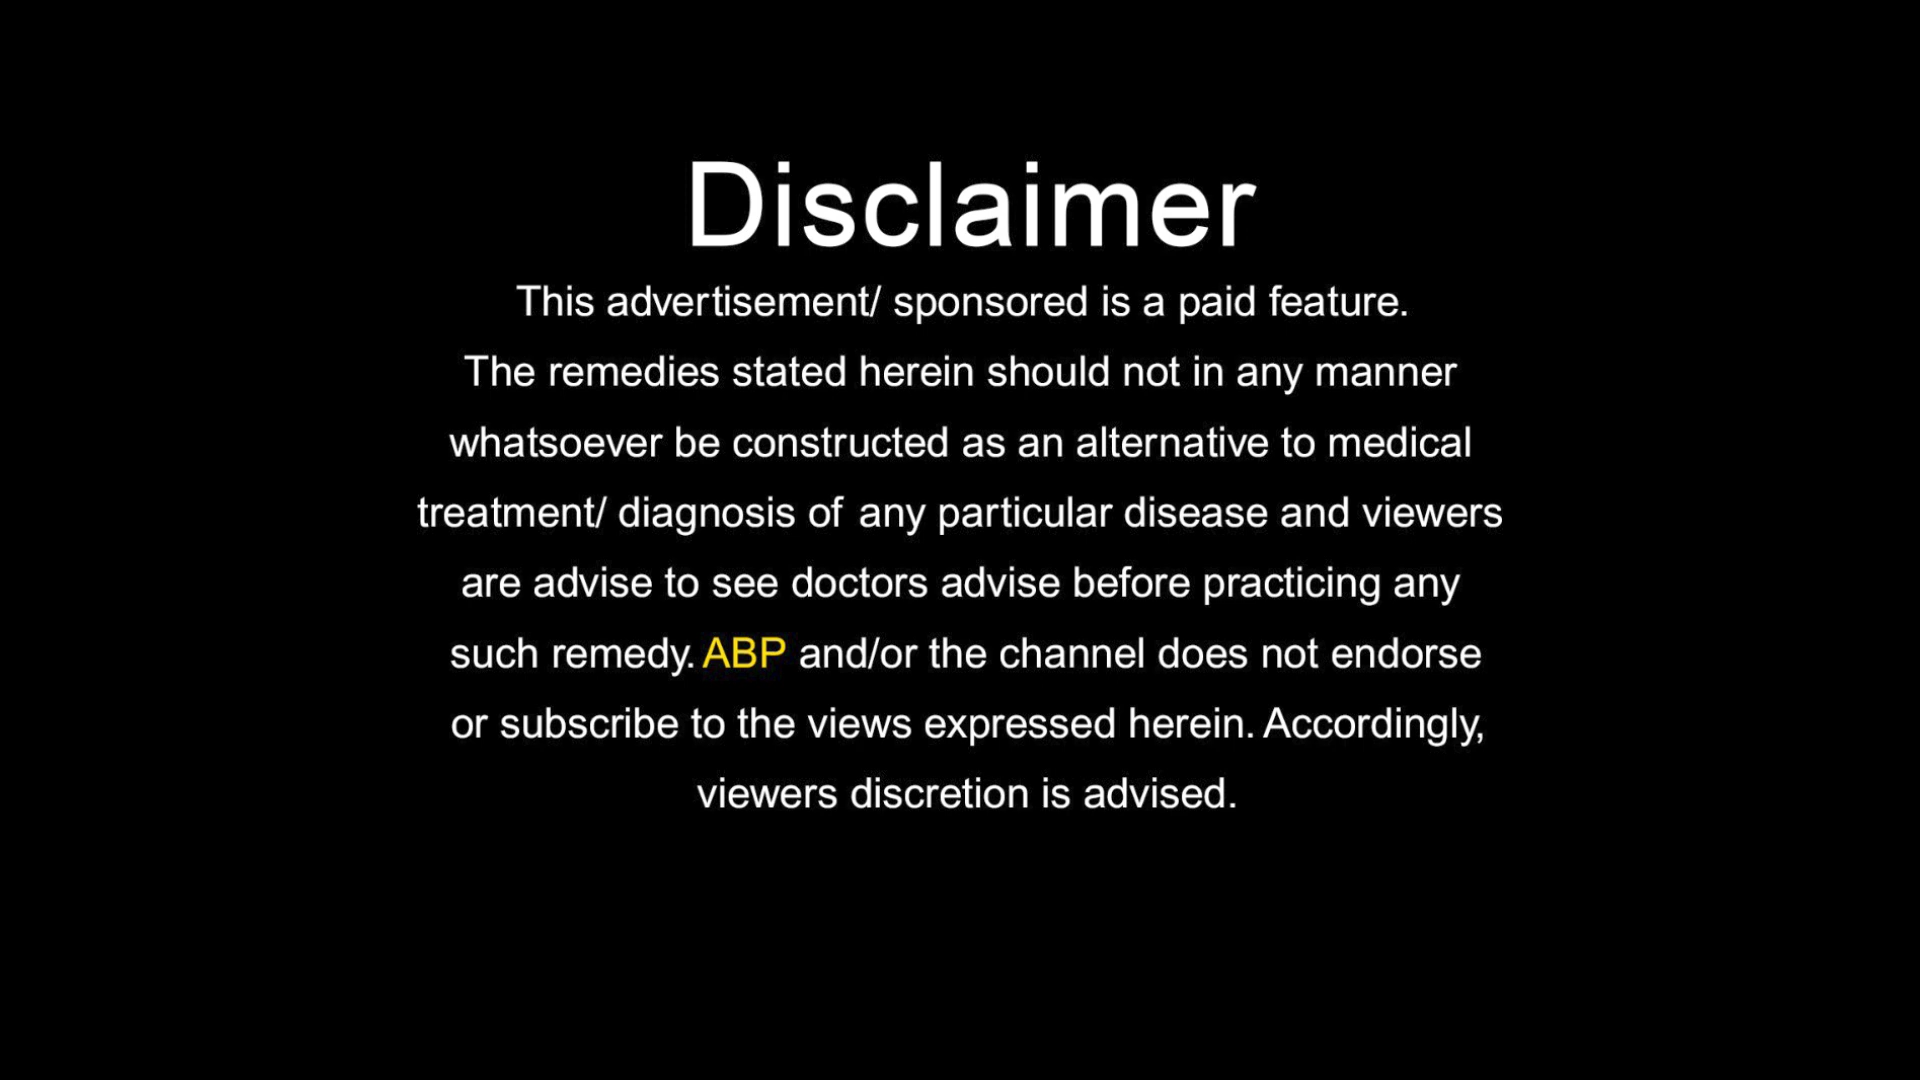 Disclaimer
This advertisement/ sponsored is a paid feature.
The remedies stated herein should not in any manner
whatsoever be constructed as an alternative to medical
treatment/ diagnosis of any particular disease and viewers
are advise to see doctors advise before practicing any
such remedy. ABP and/or the channel does not endorse
or subscribe to the views expressed herein. Accordingly,
viewers discretion is advised.